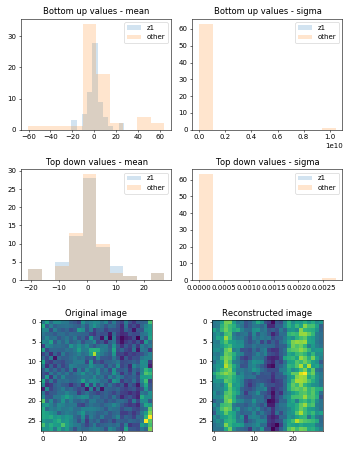 Bottom up values - mean
Bottom up values - sigma
z1
other
z1
other
30
20
10
0
60
50
40
30
20
10
0
−60 −40 −20 0 20 40 60
0.0 0.2 0.4 0.6 0.8 1.0
1e10
Top down values - mean
Top down values - sigma
z1
other
z1
other
30
25
20
15
10
5
0
60
50
40
30
20
10
0
−20 −10 0 10 20
0.0000 0.0005 0.0010 0.0015 0.0020 0.0025
Original image
Reconstructed image
0
5
10
15
20
25
0
5
10
15
20
25
0 10 20
0 10 20